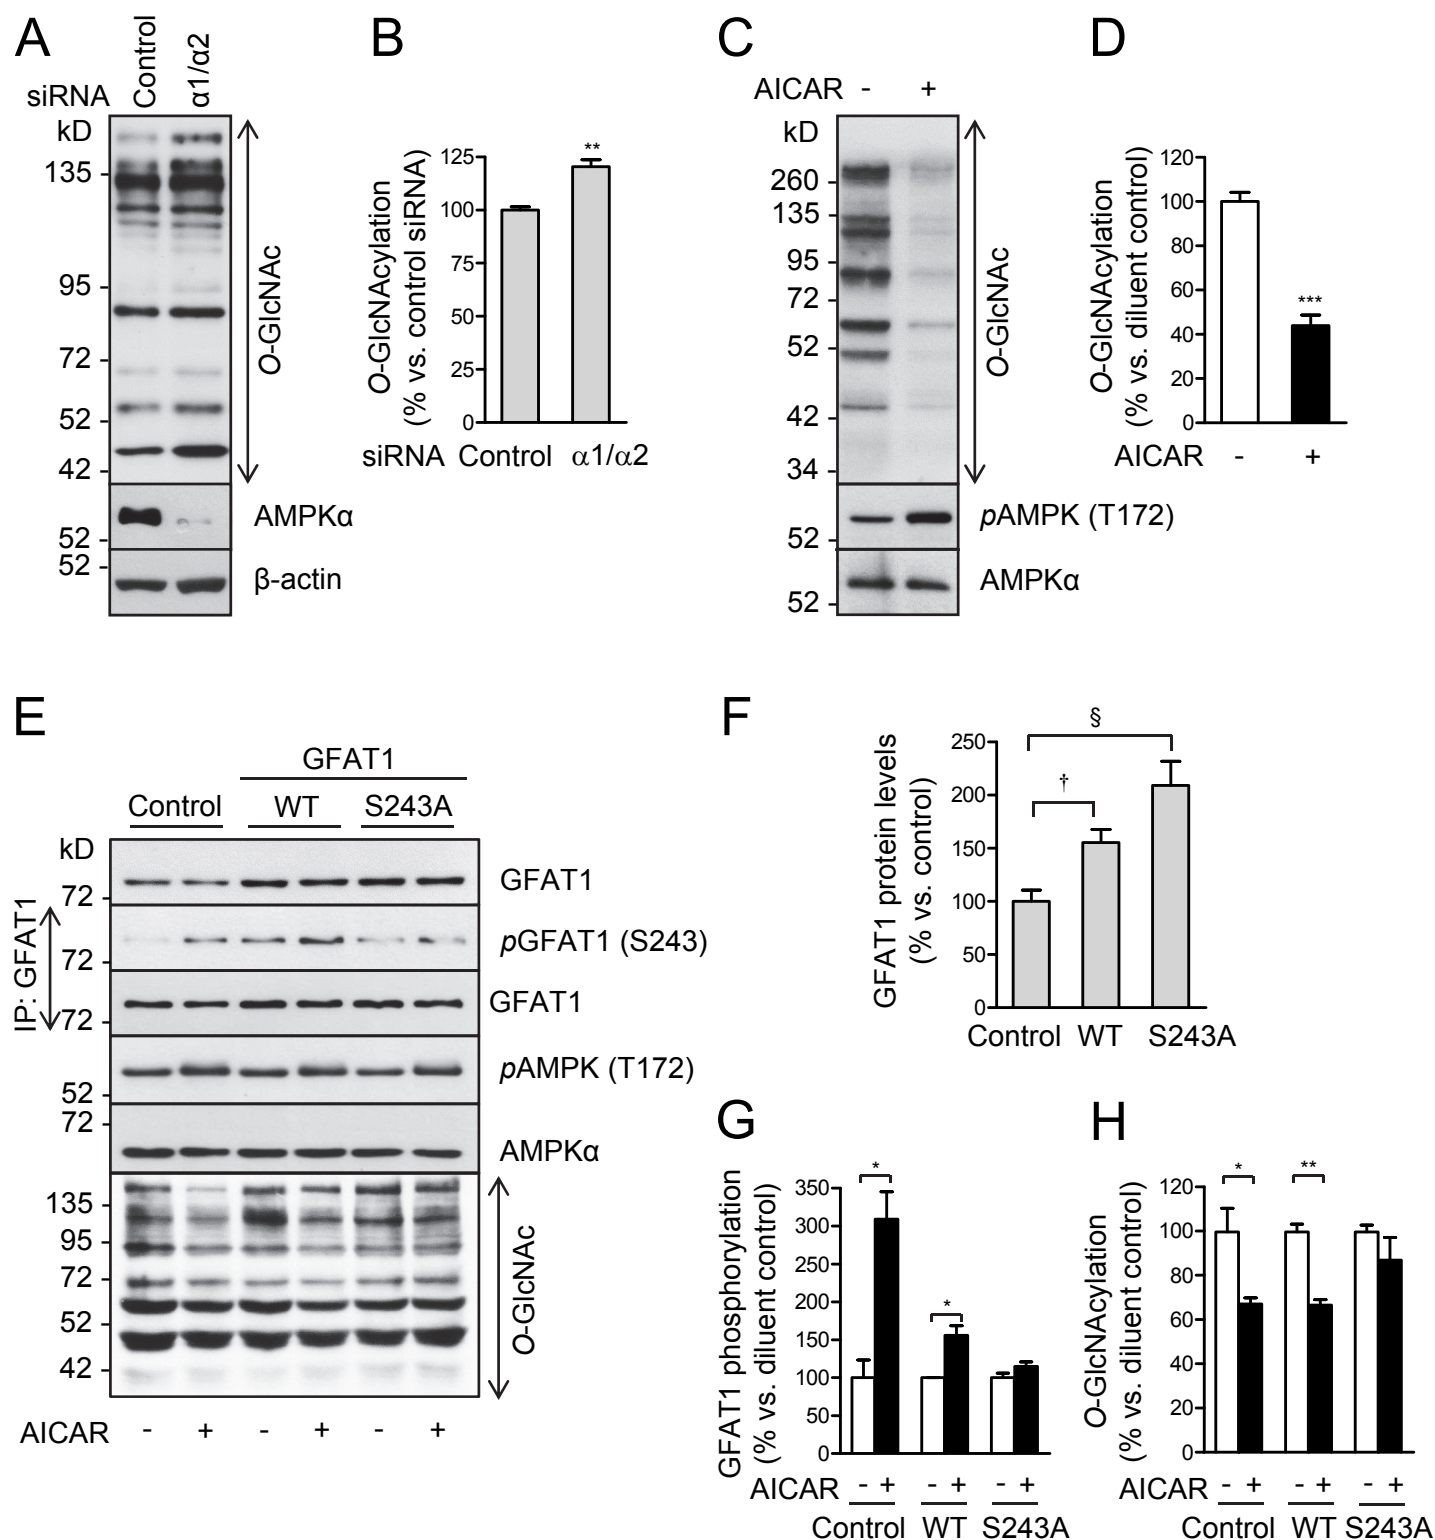 A
siRNA
Control
α1/α2
kD
135
95
72
52
42
52
52
O-GlcNAc
AMPKα
β-actin
B
O-GlcNAcylation
(% vs. control siRNA)
125
100
75
50
25
0
**
siRNA Control α1/α2
C
AICAR - +
kD
260
135
95
72
52
42
34
52
52
O-GlcNAc
pAMPK (T172)
AMPKα
D
O-GlcNAcylation
(% vs. diluent control)
120
100
80
60
40
20
0
***
AICAR - +
E
GFAT1
Control WT S243A
kD
72
72
72
52
72
135
95
72
52
42
IP: GFAT1
GFAT1
pGFAT1 (S243)
GFAT1
pAMPK (T172)
AMPKα
O-GlcNAc
AICAR - + - + - +
F
GFAT1 protein levels
(% vs. control)
250
200
150
100
50
0
§
†
Control WT S243A
G
GFAT1 phosphorylation
(% vs. diluent control)
350
300
250
200
150
100
50
0
*
*
AICAR - + - + - +
Control WT S243A
H
O-GlcNAcylation
(% vs. diluent control)
120
100
80
60
40
20
0
*
**
AICAR - + - + - +
Control WT S243A